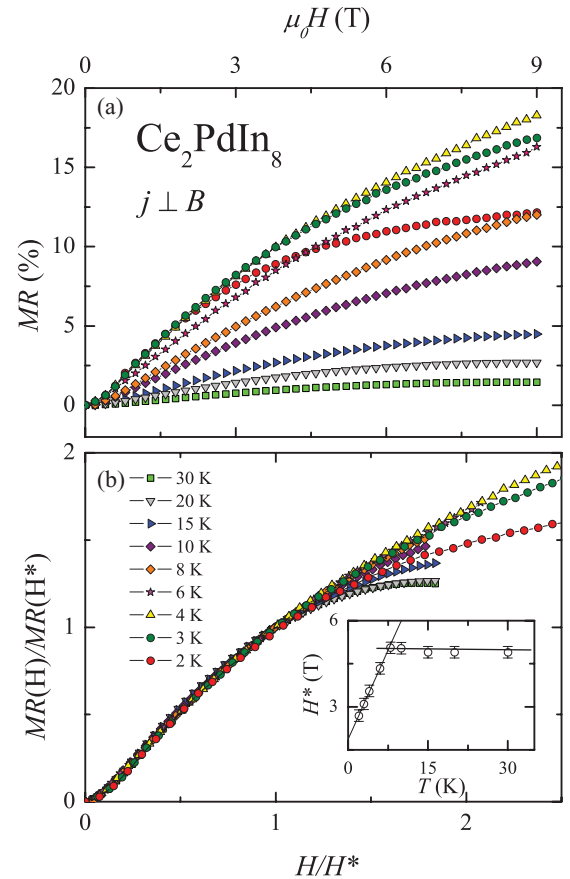 μ₀H (T)
0 3 6 9
20
15
10
5
0
MR (%)
(a)
Ce₂PdIn₈
j ⊥ B
2
1
0
MR(H)/MR(H*)
(b)
30 K
20 K
15 K
10 K
8 K
6 K
4 K
3 K
2 K
6
3
H* (T)
0 15 30
T (K)
0 1 2
H/H*